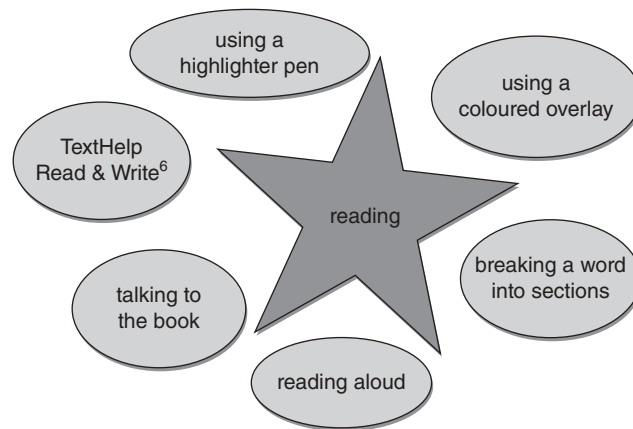 using a
highlighter pen
using a
coloured overlay
TextHelp
Read & Write⁶
reading
breaking a word
into sections
talking to
the book
reading aloud